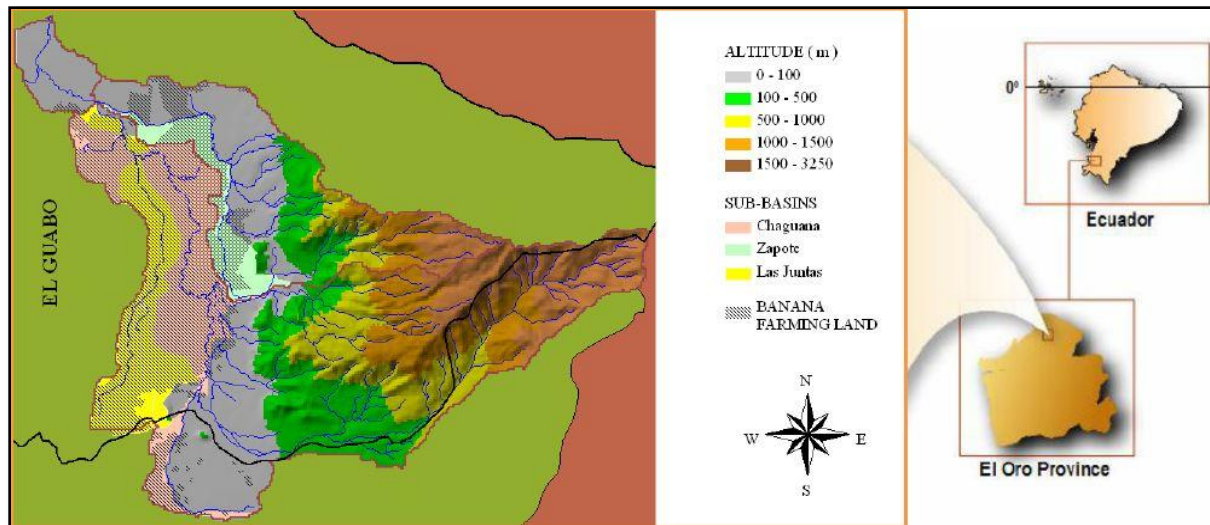 EL GUABO
ALTITUDE ( m )
0 - 100
100 - 500
500 - 1000
1000 - 1500
1500 - 3250
SUB-BASINS
Chaguana
Zapote
Las Juntas
BANANA
FARMING LAND
N
W
E
S
0°
Ecuador
El Oro Province